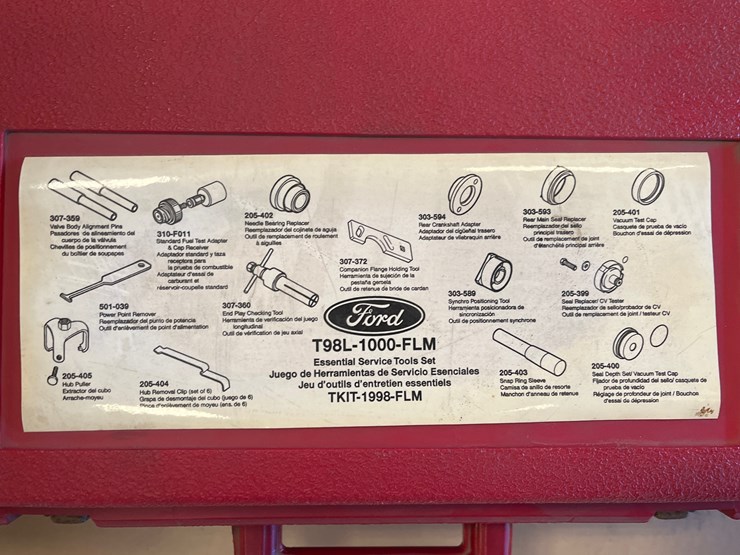 307-359
Valve Body Alignment Pins
Pasadores de alineamiento del
cuerpo de la válvula
Chevilles de positionnement
du boîtier de soupapes
310-F011
Standard Fuel Test Adapter
& Cap Receiver
Adaptador standard y taza
receptora para
la prueba de combustible
Adaptateur d'essai de
carburant et
réservoir-coupelle standard
205-402
Needle Bearing Replacer
Reemplazador del cojinete de aguja
Outil de remplacement de roulement
à aiguilles
307-372
Companion Flange Holding Tool
Herramienta de sujeción de la
pestaña gemela
Outil de retenue de bride de cardan
303-594
Rear Crankshaft Adapter
Adaptador del cigüeñal trasero
Adaptateur de vilebrequin arrière
303-593
Rear Main Seal Replacer
Reemplazador del sello
principal trasero
Outil de remplacement de joint
d'étanchéité principal arrière
205-401
Vacuum Test Cap
Casquete de prueba de vacío
Bouchon d'essai de dépression
501-039
Power Point Remover
Reemplazador del punto de potencia
Outil d'enlèvement de point d'alimentation
307-360
End Play Checking Tool
Herramientas de verificación del juego
longitudinal
Outil de vérification de jeu axial
303-589
Synchro Positioning Tool
Herramienta posicionadora de
sincronización
Outil de positionnement synchrone
205-399
Seal Replacer/ CV Tester
Reemplazador de sello/probador de CV
Outil de remplacement de joint / testeur CV
Ford
T98L-1000-FLM
Essential Service Tools Set
Juego de Herramientas de Servicio Esenciales
Jeu d'outils d'entretien essentiels
TKIT-1998-FLM
205-405
Hub Puller
Extractor del cubo
Arrache-moyeu
205-404
Hub Removal Clip (set of 6)
Grapa de desmontaje del cubo (juego de 6)
Pince d'enlèvement de moyeu (ens. de 6)
205-403
Snap Ring Sleeve
Camisa de anillo de resorte
Manchon d'anneau de retenue
205-400
Seal Depth Set/ Vacuum Test Cap
Fijador de profundidad del sello/ casquete de
prueba de vacío
Réglage de profondeur de joint / Bouchon
d'essai de dépression